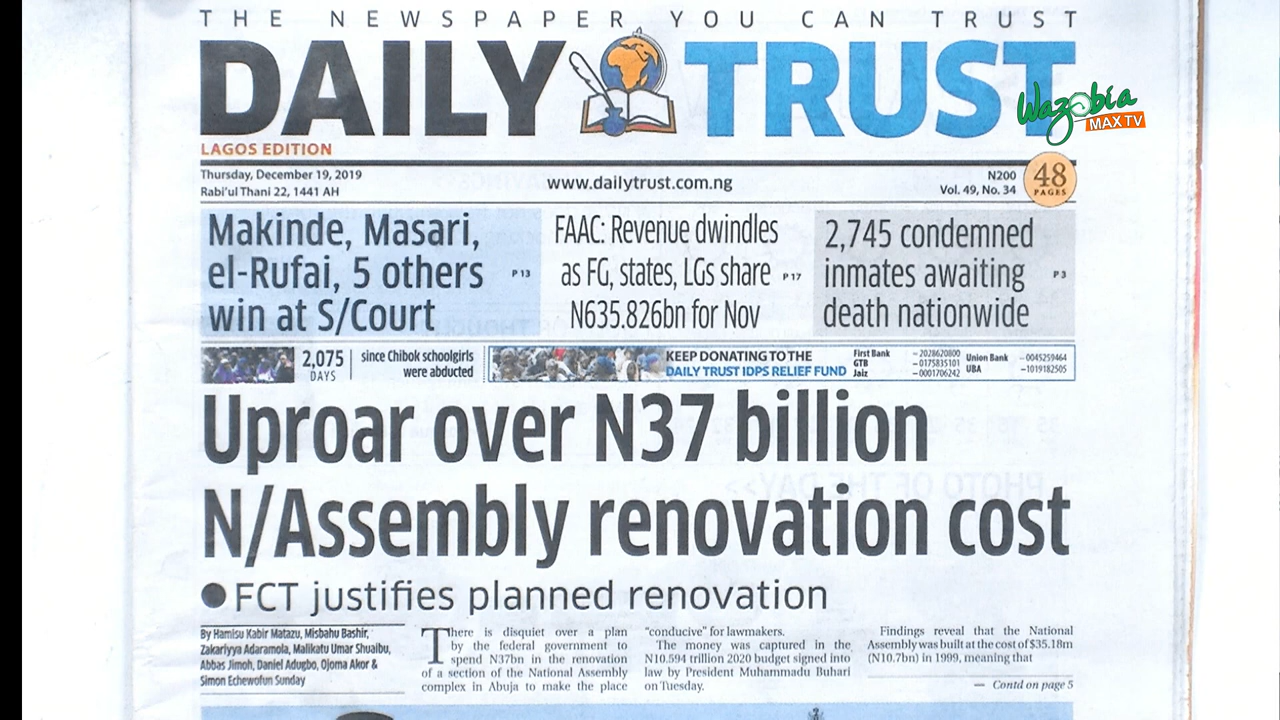 THE NEWSPAPER YOU CAN TRUST
DAILY TRUST
Wazobia
MAX TV
LAGOS EDITION
Thursday, December 19, 2019
Rabi'ul Thani 22, 1441 AH
www.dailytrust.com.ng
N200
Vol. 49, No. 34
48
PAGES
Makinde, Masari,
el-Rufai, 5 others
win at S/Court
P 13
FAAC: Revenue dwindles
as FG, states, LGs share
N635.826bn for Nov
P 17
2,745 condemned
inmates awaiting
death nationwide
P 3
2,075
DAYS
since Chibok schoolgirls
were abducted
KEEP DONATING TO THE
DAILY TRUST IDPS RELIEF FUND
First Bank – 2028620800
GTB – 0175835101
Jaiz – 0001706242
Union Bank – 0045259464
UBA – 1019182505
Uproar over N37 billion
N/Assembly renovation cost
● FCT justifies planned renovation
By Hamisu Kabir Matazu, Misbahu Bashir,
Zakariyya Adaramola, Malikatu Umar Shuaibu,
Abbas Jimoh, Daniel Adugbo, Ojoma Akor &
Simon Echewofun Sunday
There is disquiet over a plan
by the federal government to
spend N37bn in the renovation
of a section of the National Assembly
complex in Abuja to make the place
"conducive" for lawmakers.
The money was captured in the
N10.594 trillion 2020 budget signed into
law by President Muhammadu Buhari
on Tuesday.
Findings reveal that the National
Assembly was built at the cost of $35.18m
(N10.7bn) in 1999, meaning that
— Contd on page 5